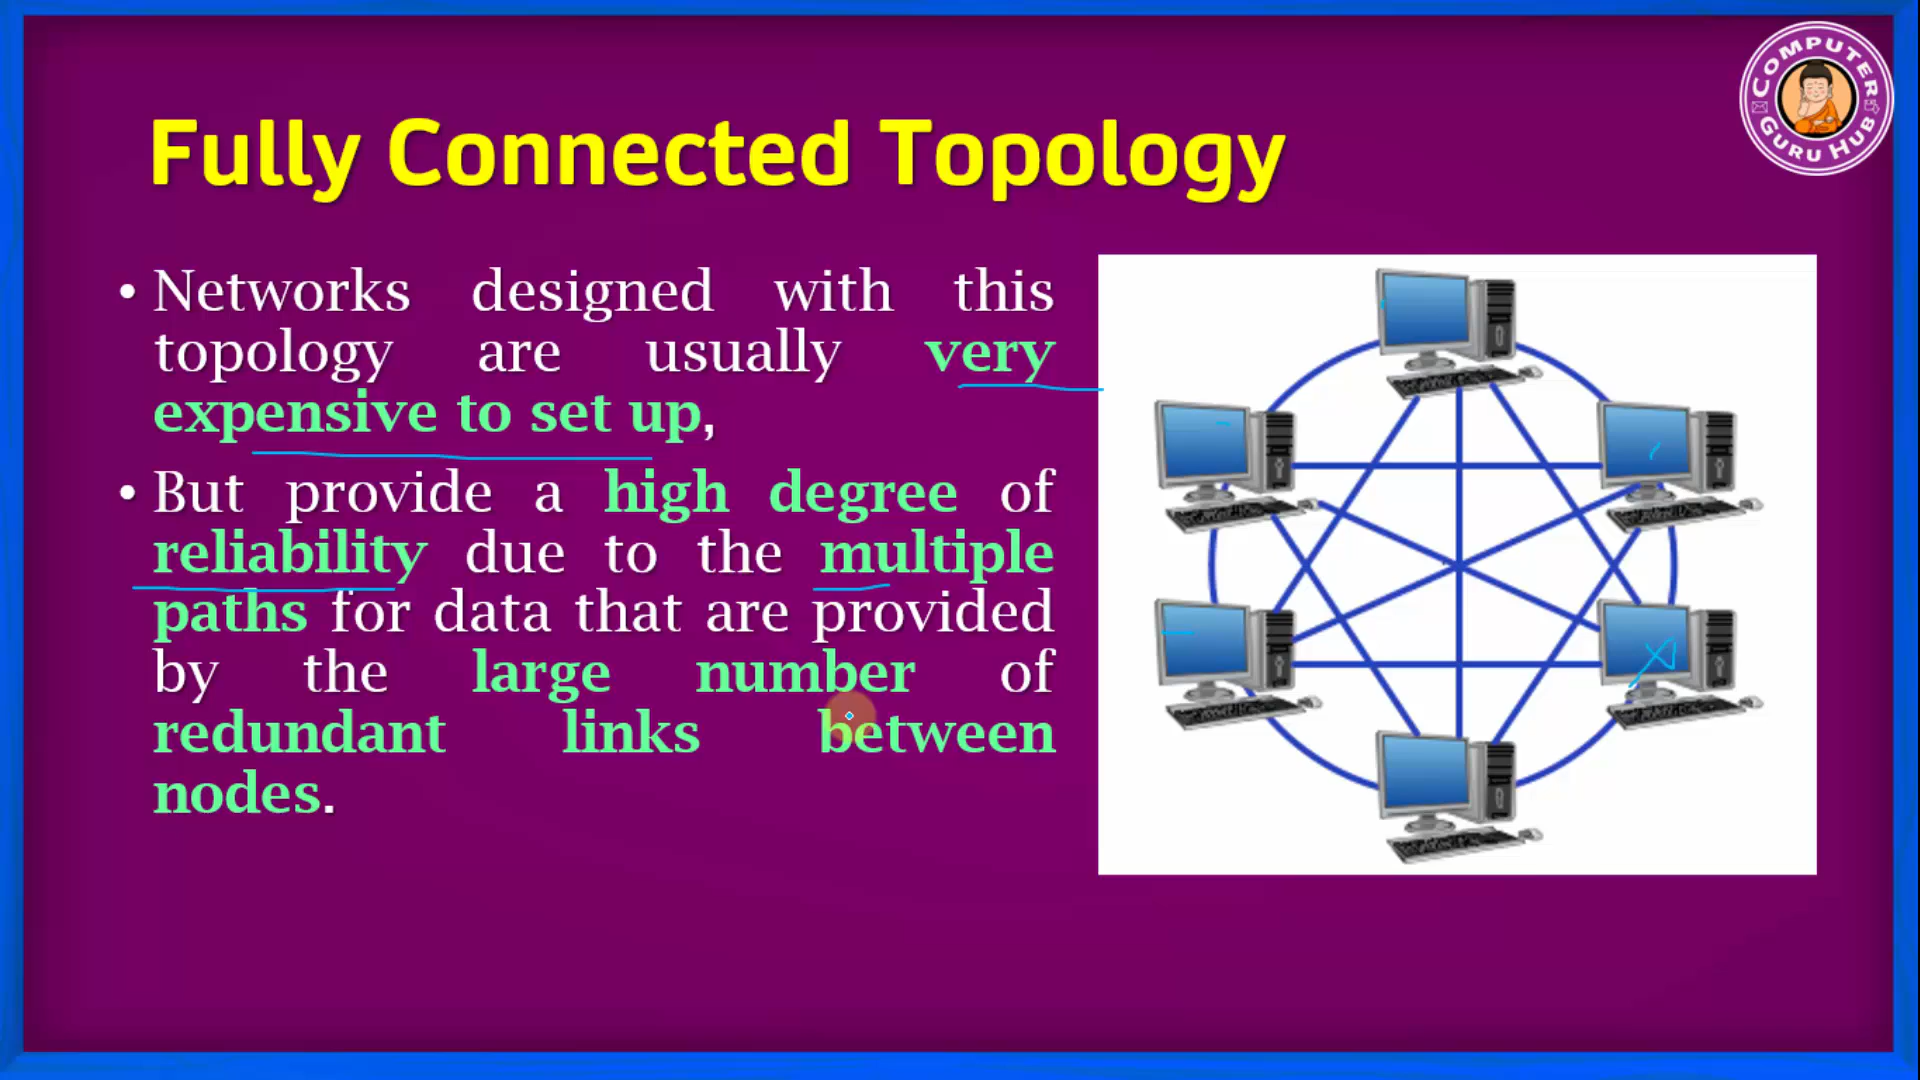 COMPUTER
GURU HUB
Fully Connected Topology
• Networks designed with this
topology are usually very
expensive to set up,
• But provide a high degree of
reliability due to the multiple
paths for data that are provided
by the large number of
redundant links between
nodes.